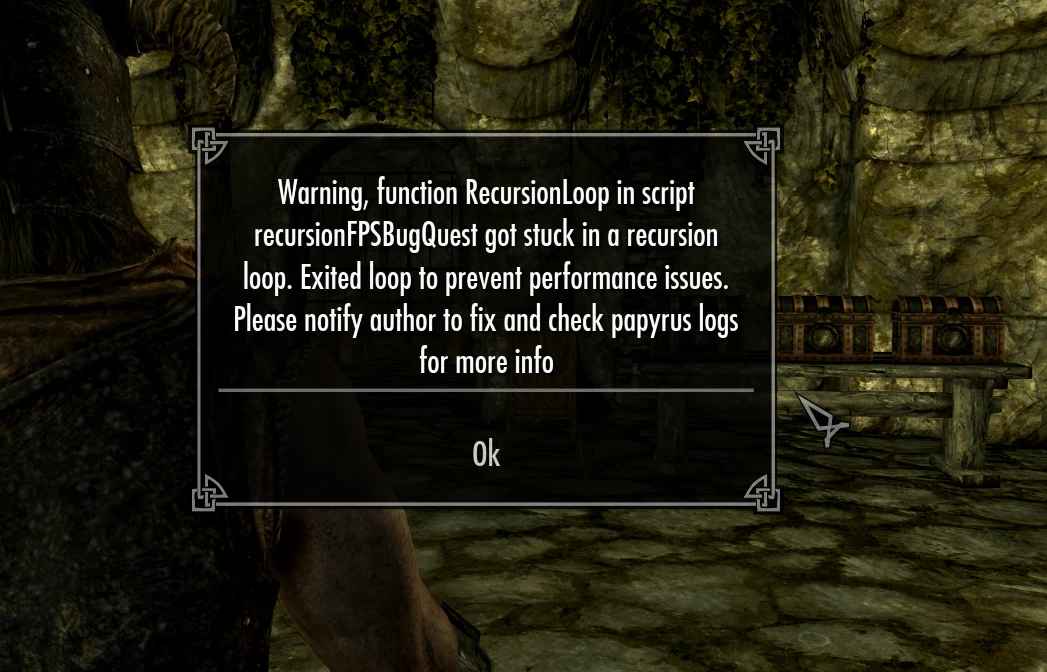 Warning, function RecursionLoop in script
recursionFPSBugQuest got stuck in a recursion
loop. Exited loop to prevent performance issues.
Please notify author to fix and check papyrus logs
for more info
Ok